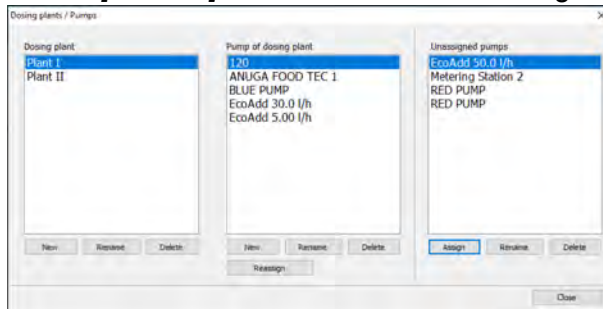 Dosing plants / Pumps
Dosing plant
Plant I
Plant II
New Rename Delete
Pump of dosing plant
120
ANUGA FOOD TEC 1
BLUE PUMP
EcoAdd 30.0 l/h
EcoAdd 5.00 l/h
New Rename Delete
Reassign
Unassigned pumps
EcoAdd 50.0 l/h
Metering Station 2
RED PUMP
RED PUMP
Assign Rename Delete
Close